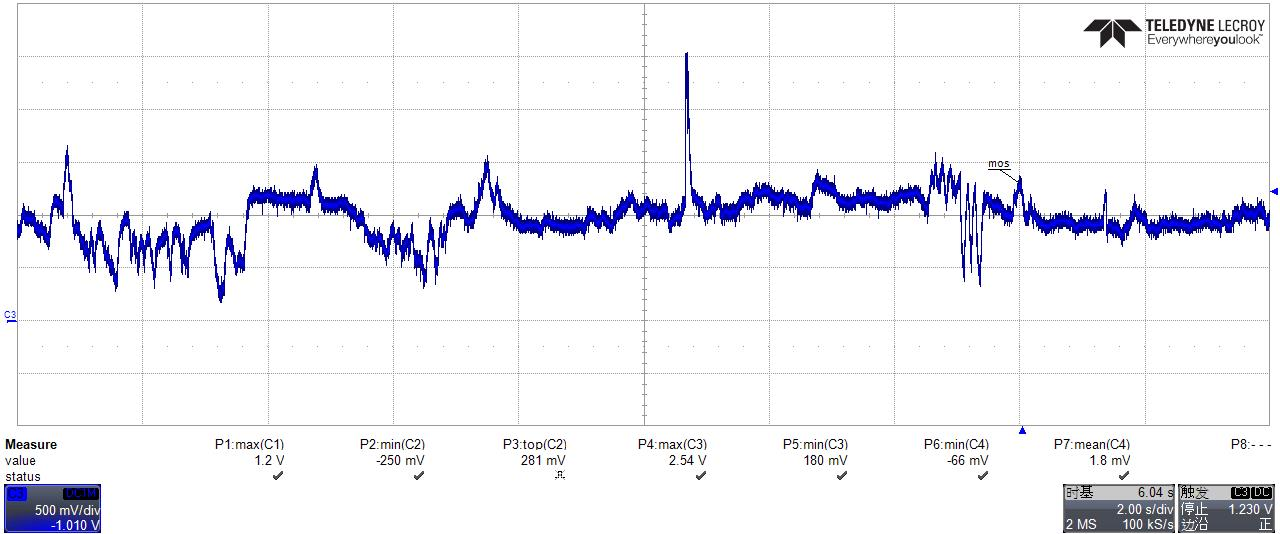 TELEDYNE LECROY
Everywhereyoulook™
mos
C3
Measure P1:max(C1) P2:min(C2) P3:top(C2) P4:max(C3) P5:min(C3) P6:min(C4) P7:mean(C4) P8:- - -
value 1.2 V -250 mV 281 mV 2.54 V 180 mV -66 mV 1.8 mV
status
C3 DC1M
500 mV/div
-1.010 V
时基 6.04 s
2.00 s/div
2 MS 100 kS/s
触发 C3 DC
停止 1.230 V
边沿 正